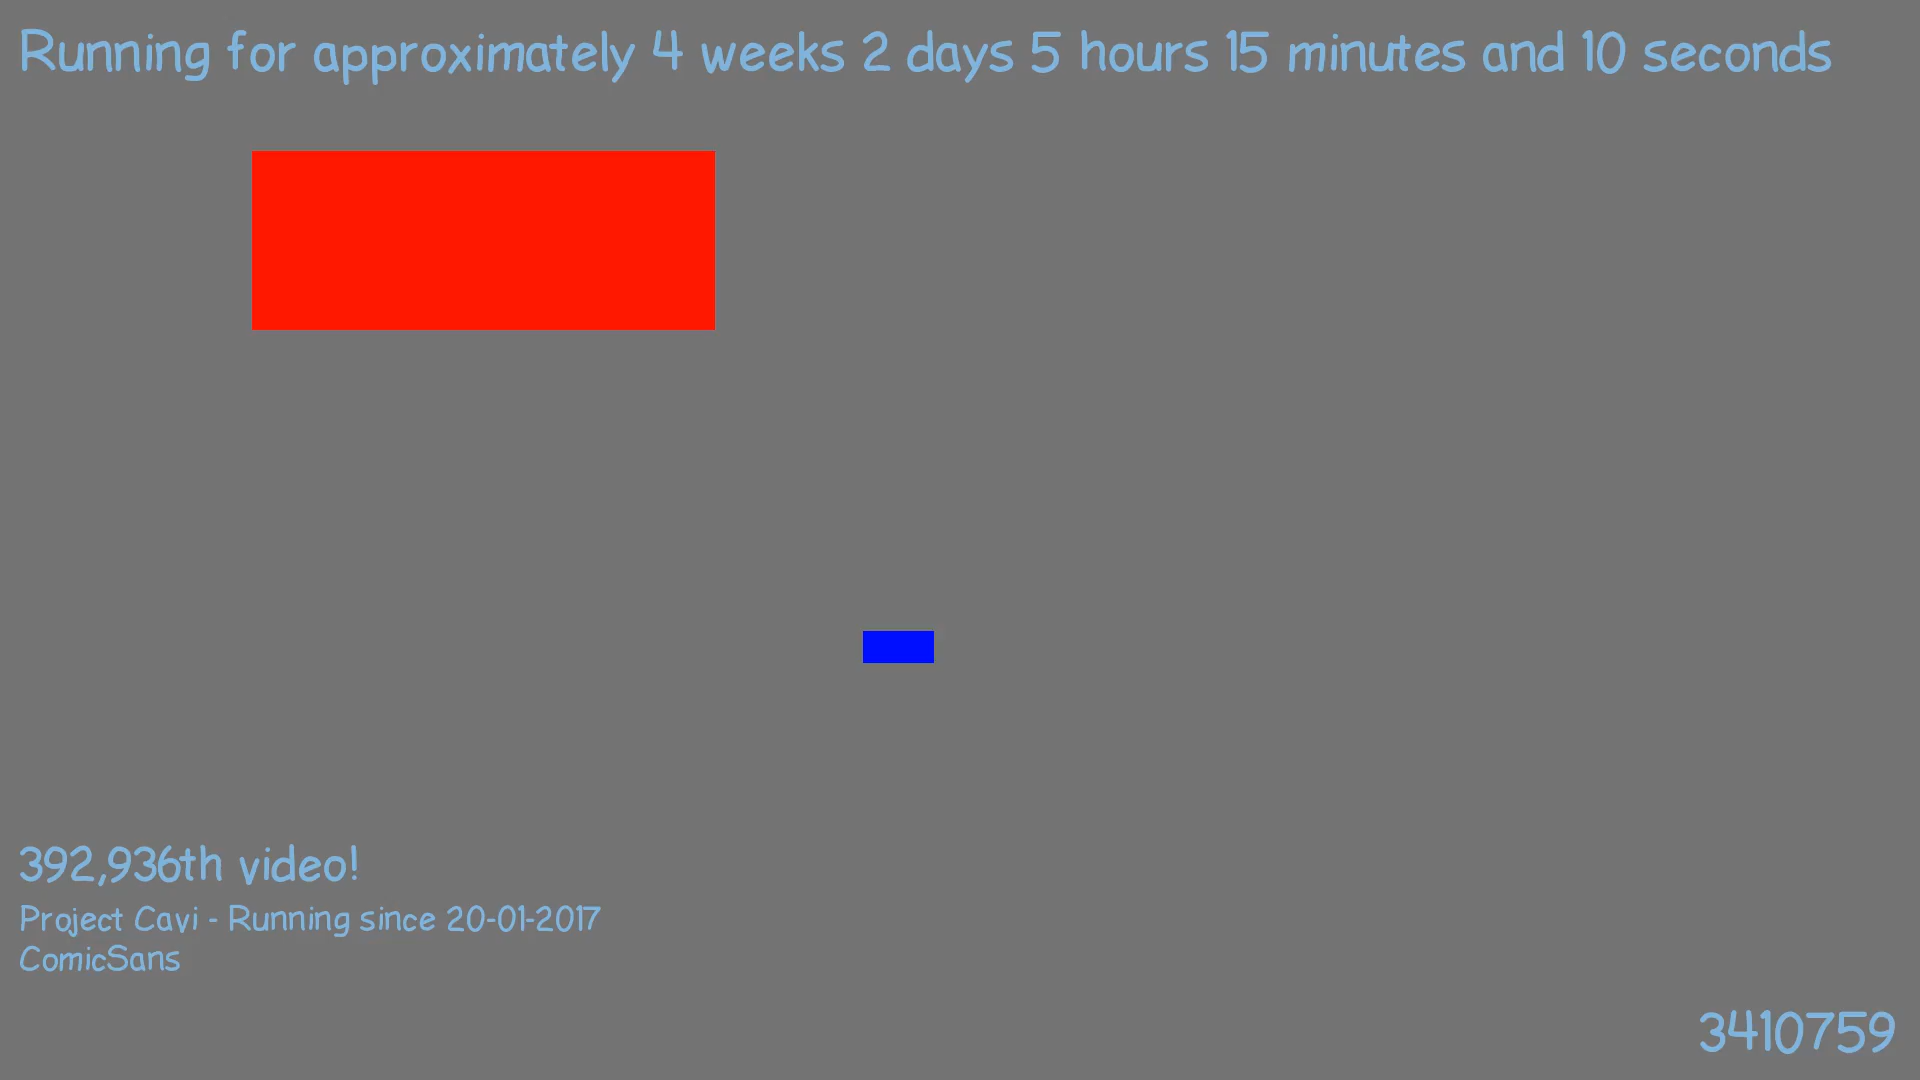 Running for approximately 4 weeks 2 days 5 hours 15 minutes and 10 seconds
392,936th video!
Project Cavi - Running since 20-01-2017
ComicSans
3410759